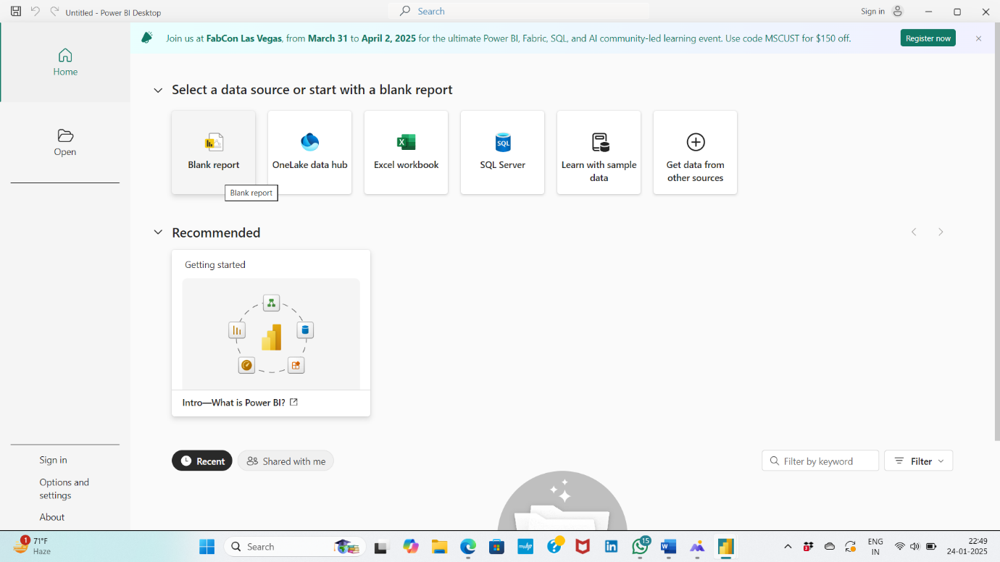 Untitled - Power BI Desktop
Search
Sign in
Home
Open
Join us at FabCon Las Vegas, from March 31 to April 2, 2025 for the ultimate Power BI, Fabric, SQL, and AI community-led learning event. Use code MSCUST for $150 off.
Register now
Select a data source or start with a blank report
Blank report
OneLake data hub
Excel workbook
SQL
SQL Server
Learn with sample
data
Get data from
other sources
Blank report
Recommended
Getting started
Intro—What is Power BI?
Recent
Shared with me
Filter by keyword
Filter
Sign in
Options and
settings
About
1
71°F
Haze
Search
15
ENG
IN
22:49
24-01-2025